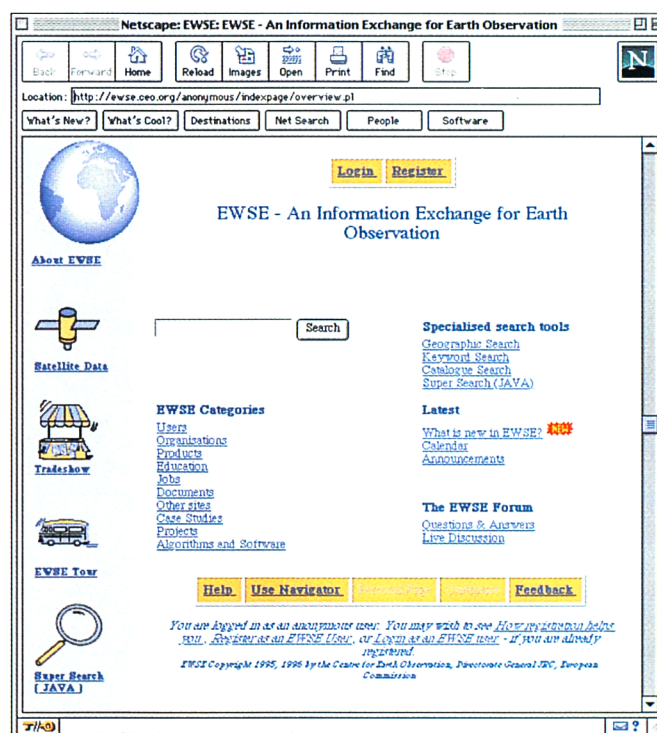 Netscape: EWSE: EWSE - An Information Exchange for Earth Observation
Back Forward Home Reload Images Open Print Find Stop
N
Location: http://ewse.ceo.org/anonymous/indexpage/overview.pl
What's New? What's Cool? Destinations Net Search People Software
Login Register
EWSE - An Information Exchange for Earth
Observation
About EWSE
Satellite Data
Tradeshow
EWSE Tour
Super Search
(JAVA)
Search
Specialised search tools
Geographic Search
Keyword Search
Catalogue Search
Super Search (JAVA)
EWSE Categories
Users
Organisations
Products
Education
Jobs
Documents
Other sites
Case Studies
Projects
Algorithms and Software
Latest
What is new in EWSE? NEW
Calendar
Announcements
The EWSE Forum
Questions & Answers
Live Discussion
Help Use Navigator Feedback
You are logged in as an anonymous user. You may wish to see How registration helps
you, Register as an EWSE User, or Login as an EWSE user - if you are already
registered.
EWSE Copyright 1995, 1996 by the Centre for Earth Observation, Directorate General JRC, European
Commission